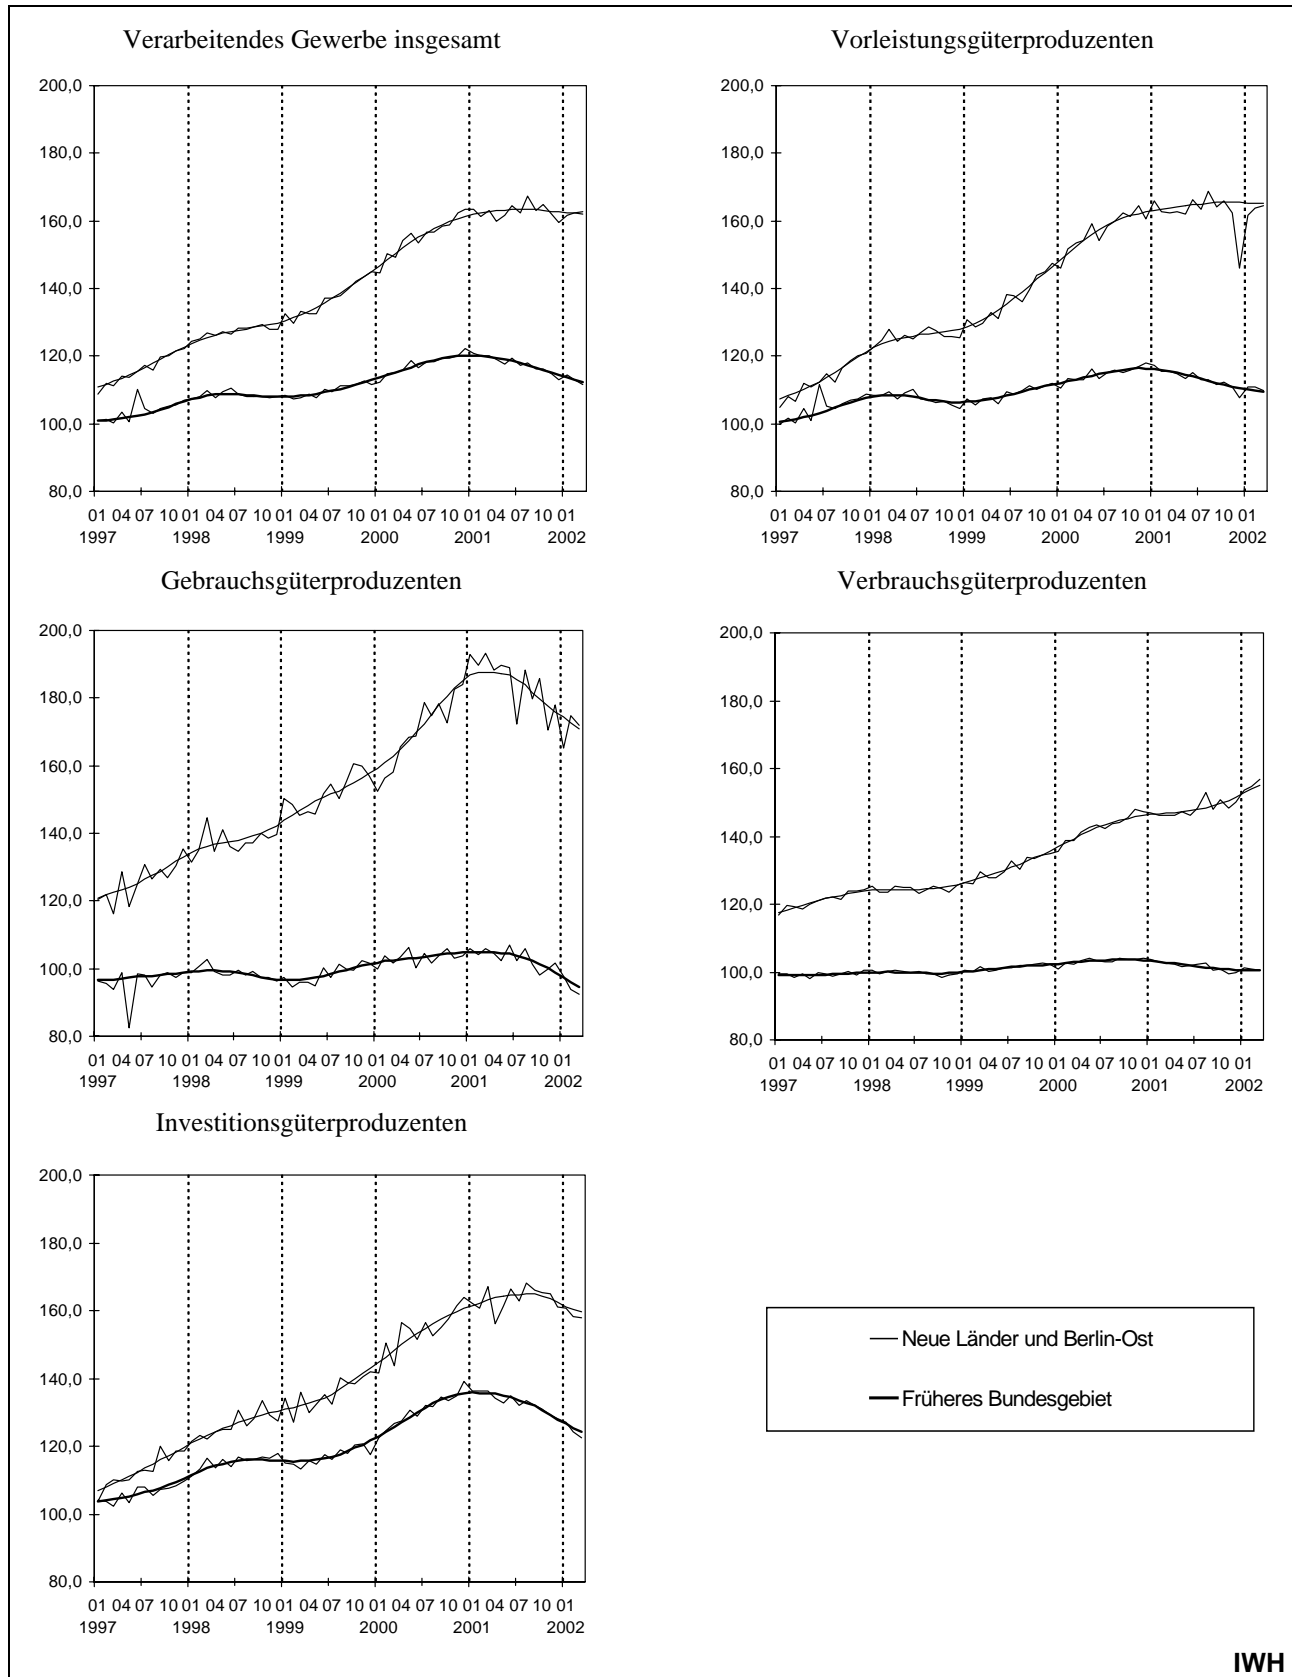 Verarbeitendes Gewerbe insgesamt
200,0
180,0
160,0
140,0
120,0
100,0
80,0
01 04 07 10 01 04 07 10 01 04 07 10 01 04 07 10 01 04 07 10 01
1997 1998 1999 2000 2001 2002
Vorleistungsgüterproduzenten
200,0
180,0
160,0
140,0
120,0
100,0
80,0
01 04 07 10 01 04 07 10 01 04 07 10 01 04 07 10 01 04 07 10 01
1997 1998 1999 2000 2001 2002
Gebrauchsgüterproduzenten
200,0
180,0
160,0
140,0
120,0
100,0
80,0
01 04 07 10 01 04 07 10 01 04 07 10 01 04 07 10 01 04 07 10 01
1997 1998 1999 2000 2001 2002
Verbrauchsgüterproduzenten
200,0
180,0
160,0
140,0
120,0
100,0
80,0
01 04 07 10 01 04 07 10 01 04 07 10 01 04 07 10 01 04 07 10 01
1997 1998 1999 2000 2001 2002
Investitionsgüterproduzenten
200,0
180,0
160,0
140,0
120,0
100,0
80,0
01 04 07 10 01 04 07 10 01 04 07 10 01 04 07 10 01 04 07 10 01
1997 1998 1999 2000 2001 2002
Neue Länder und Berlin-Ost
Früheres Bundesgebiet
IWH